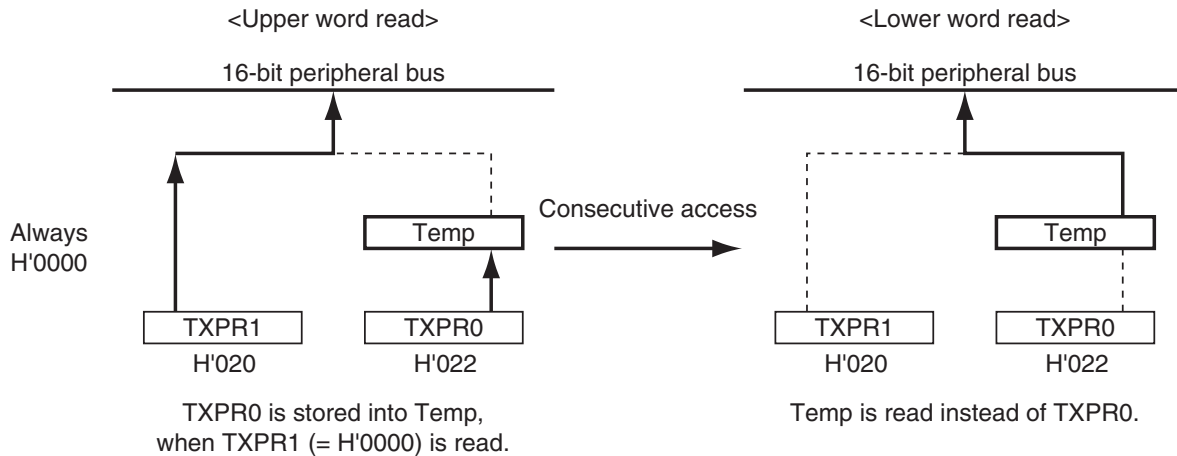 <Upper word read>
16-bit peripheral bus
Always
H'0000
Temp
TXPR1
TXPR0
H'020
H'022
TXPR0 is stored into Temp,
when TXPR1 (= H'0000) is read.
Consecutive access
<Lower word read>
16-bit peripheral bus
Temp
TXPR1
TXPR0
H'020
H'022
Temp is read instead of TXPR0.